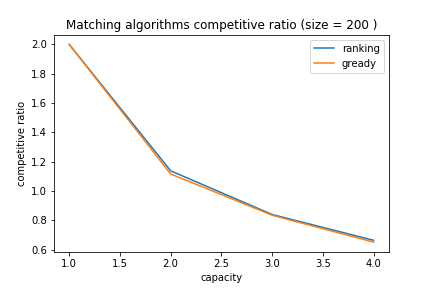 Matching algorithms competitive ratio (size = 200 )
ranking
gready
competitive ratio
2.0
1.8
1.6
1.4
1.2
1.0
0.8
0.6
1.0 1.5 2.0 2.5 3.0 3.5 4.0
capacity